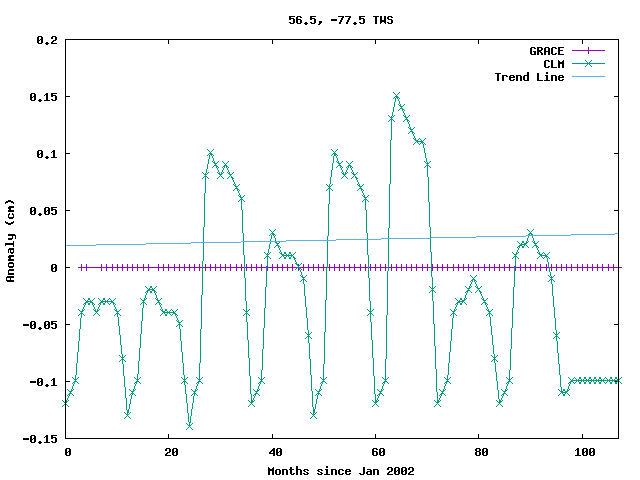 56.5, -77.5 TWS
GRACE
CLM
Trend Line
0.2
0.15
0.1
0.05
0
-0.05
-0.1
-0.15
Anomaly (cm)
0 20 40 60 80 100
Months since Jan 2002